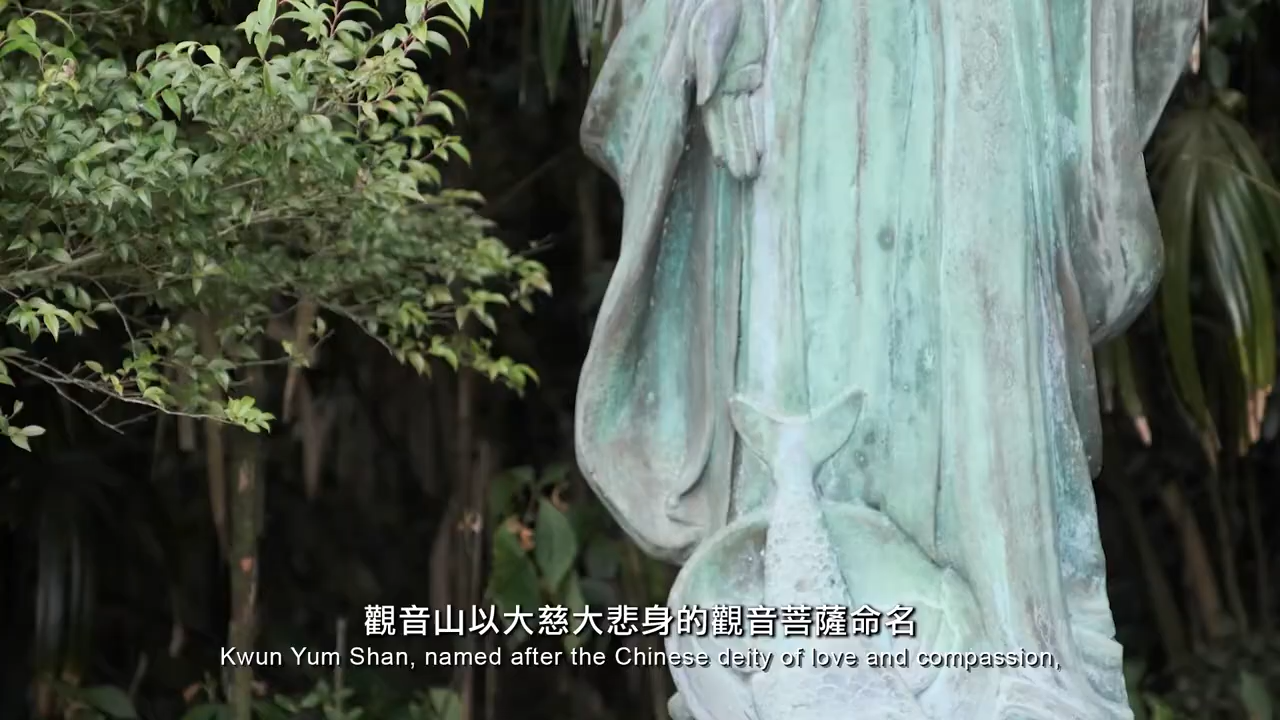 觀音山以大慈大悲身的觀音菩薩命名
Kwun Yum Shan, named after the Chinese deity of love and compassion,